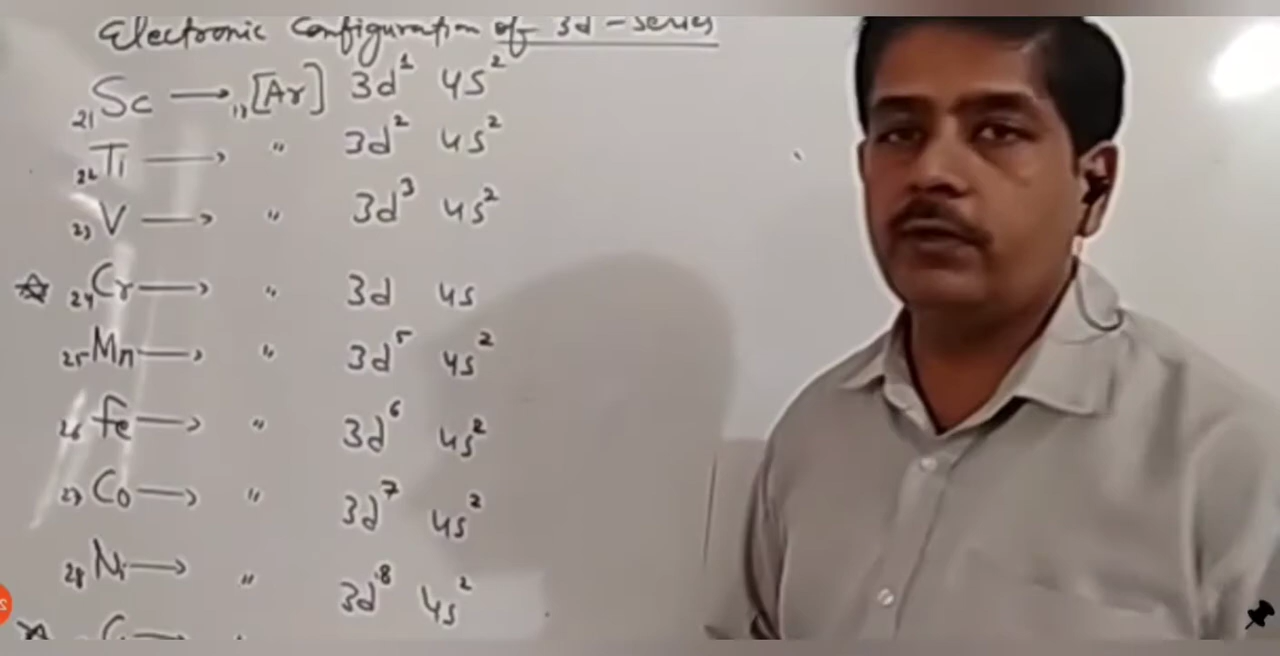 Electronic Configuration of 3d-series
21Sc → 18[Ar] 3d¹ 4s²
22Ti → " 3d² 4s²
23V → " 3d³ 4s²
☆ 24Cr → " 3d 4s
25Mn → " 3d⁵ 4s²
26Fe → " 3d⁶ 4s²
27Co → " 3d⁷ 4s²
28Ni → " 3d⁸ 4s²